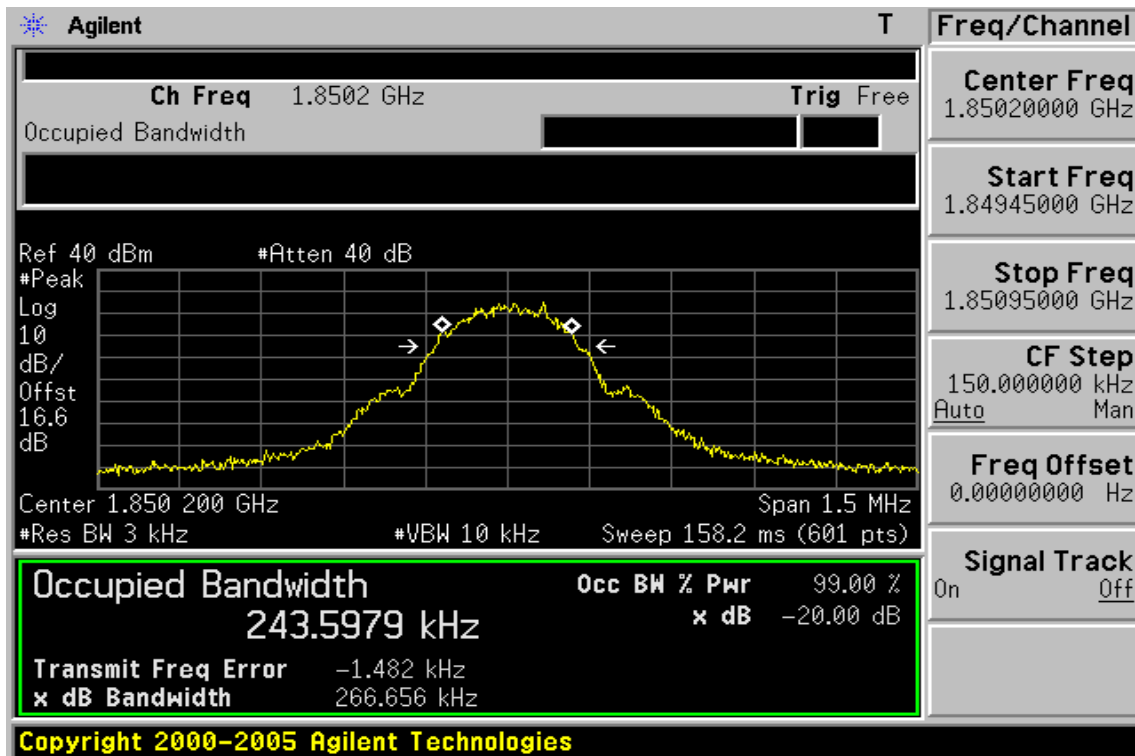 Agilent T Freq/Channel
Ch Freq 1.8502 GHz Trig Free
Occupied Bandwidth
Center Freq
1.85020000 GHz
Start Freq
1.84945000 GHz
Stop Freq
1.85095000 GHz
CF Step
150.000000 kHz
Auto Man
Freq Offset
0.00000000 Hz
Signal Track
On Off
Ref 40 dBm #Atten 40 dB
#Peak
Log
10
dB/
Offst
16.6
dB
Center 1.850 200 GHz Span 1.5 MHz
#Res BW 3 kHz #VBW 10 kHz Sweep 158.2 ms (601 pts)
Occupied Bandwidth Occ BW % Pwr 99.00 %
243.5979 kHz x dB -20.00 dB
Transmit Freq Error -1.482 kHz
x dB Bandwidth 266.656 kHz
Copyright 2000-2005 Agilent Technologies